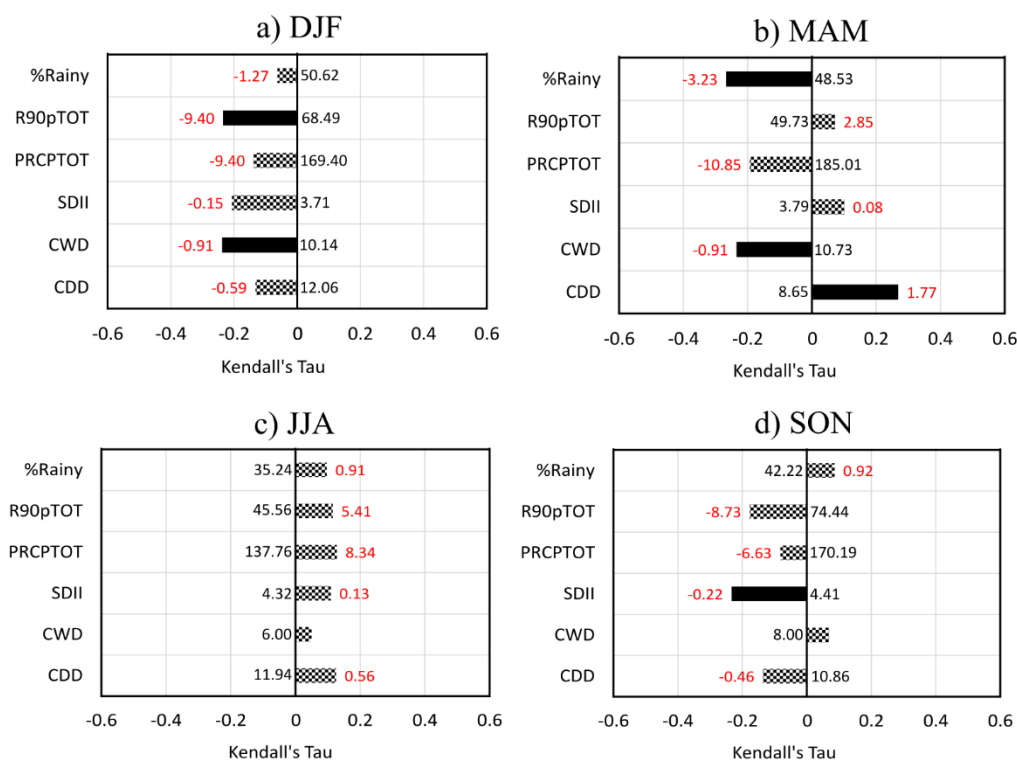 a) DJF
%Rainy -1.27 50.62
R90pTOT -9.40 68.49
PRCPTOT -9.40 169.40
SDII -0.15 3.71
CWD -0.91 10.14
CDD -0.59 12.06
-0.6 -0.4 -0.2 0 0.2 0.4 0.6
Kendall's Tau
b) MAM
%Rainy -3.23 48.53
R90pTOT 49.73 2.85
PRCPTOT -10.85 185.01
SDII 3.79 0.08
CWD -0.91 10.73
CDD 8.65 1.77
-0.6 -0.4 -0.2 0 0.2 0.4 0.6
Kendall's Tau
c) JJA
%Rainy 35.24 0.91
R90pTOT 45.56 5.41
PRCPTOT 137.76 8.34
SDII 4.32 0.13
CWD 6.00
CDD 11.94 0.56
-0.6 -0.4 -0.2 0 0.2 0.4 0.6
Kendall's Tau
d) SON
%Rainy 42.22 0.92
R90pTOT -8.73 74.44
PRCPTOT -6.63 170.19
SDII -0.22 4.41
CWD 8.00
CDD -0.46 10.86
-0.6 -0.4 -0.2 0 0.2 0.4 0.6
Kendall's Tau